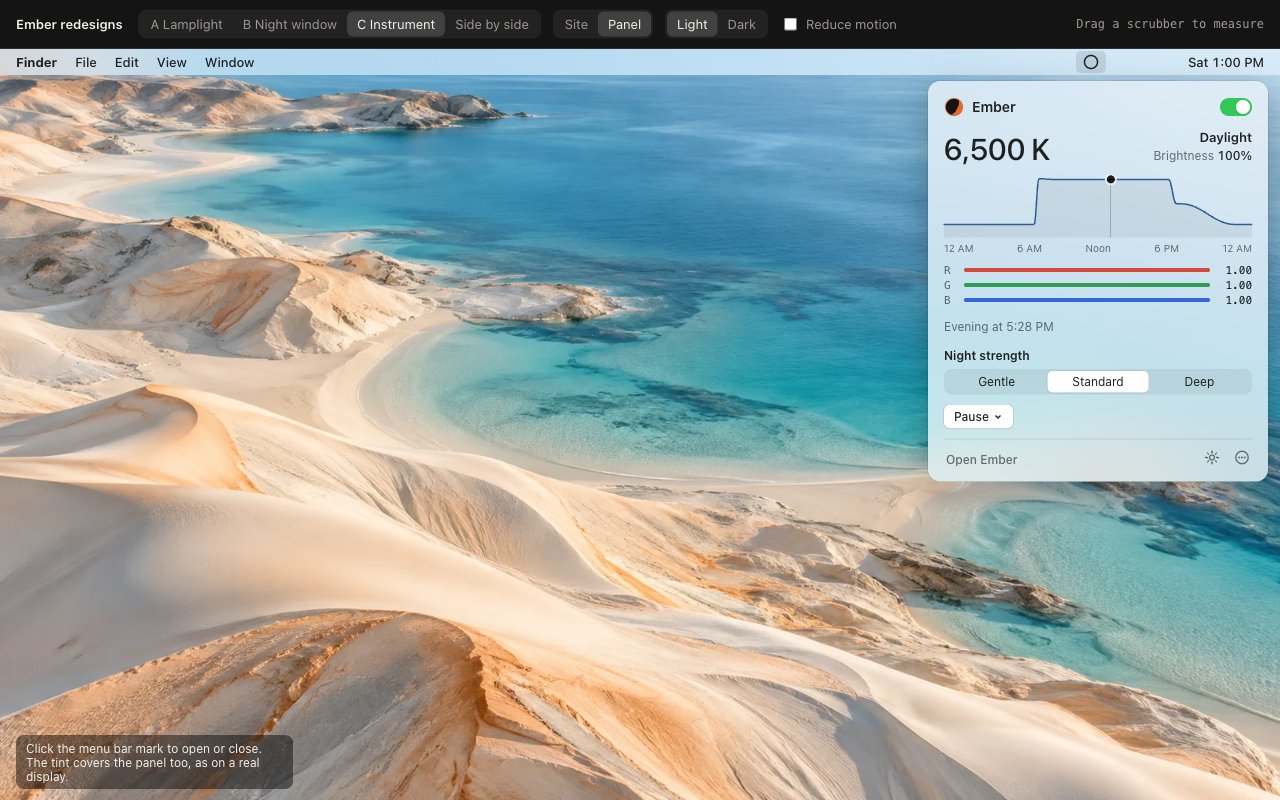 Ember redesigns A Lamplight B Night window C Instrument Side by side Site Panel Light Dark Reduce motion Drag a scrubber to measure
Finder File Edit View Window Sat 1:00 PM
Ember
6,500 K
Daylight
Brightness 100%
12 AM 6 AM Noon 6 PM 12 AM
R 1.00
G 1.00
B 1.00
Evening at 5:28 PM
Night strength
Gentle Standard Deep
Pause
Open Ember
Click the menu bar mark to open or close.
The tint covers the panel too, as on a real
display.